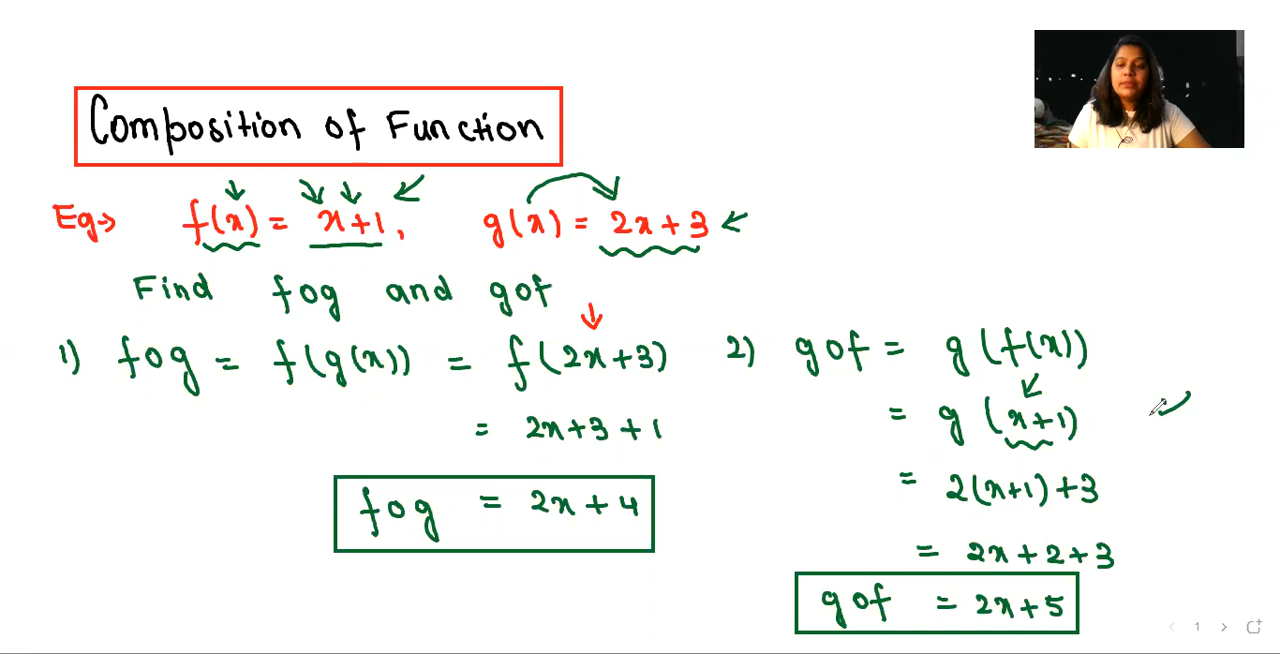 Composition of Function
Eg→ f(x) = x+1, g(x) = 2x+3
Find fog and gof
1) fog = f(g(x)) = f(2x+3)
= 2x+3+1
fog = 2x+4
2) gof = g(f(x))
= g(x+1)
= 2(x+1)+3
= 2x+2+3
gof = 2x+5
1